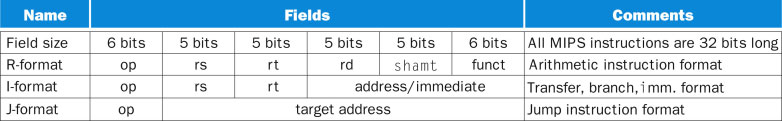 Name Fields Comments
Field size 6 bits 5 bits 5 bits 5 bits 5 bits 6 bits All MIPS instructions are 32 bits long
R-format op rs rt rd shamt funct Arithmetic instruction format
I-format op rs rt address/immediate Transfer, branch,imm. format
J-format op target address Jump instruction format